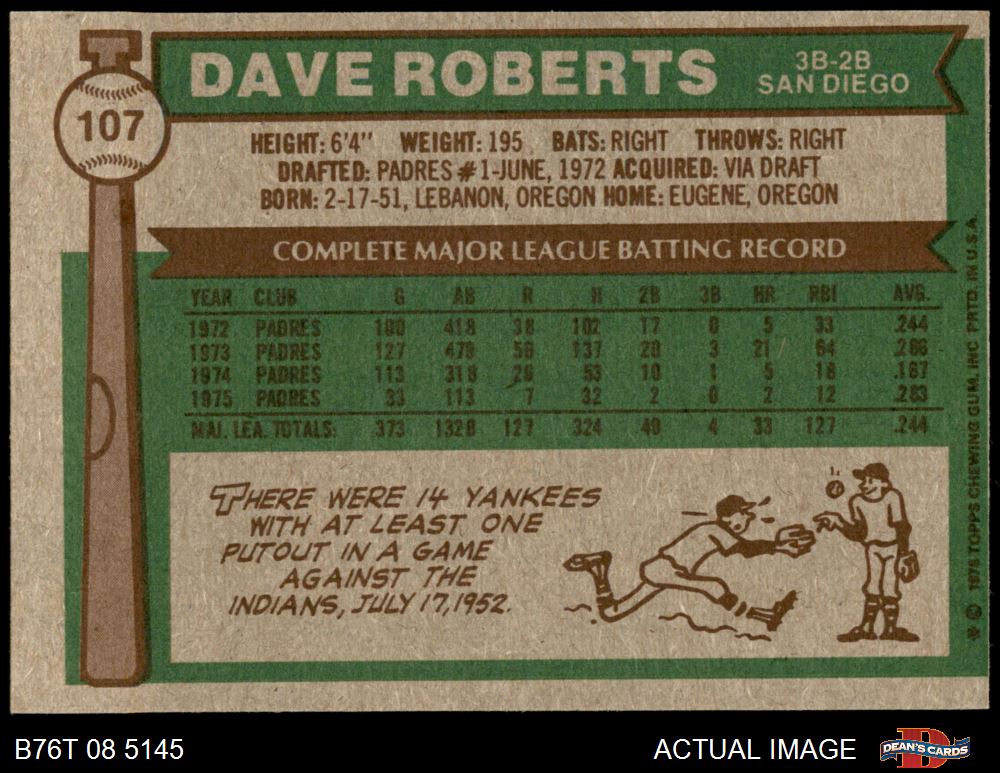 107
DAVE ROBERTS
3B-2B
SAN DIEGO
HEIGHT: 6'4" WEIGHT: 195 BATS: RIGHT THROWS: RIGHT
DRAFTED: PADRES #1-JUNE, 1972 ACQUIRED: VIA DRAFT
BORN: 2-17-51, LEBANON, OREGON HOME: EUGENE, OREGON
COMPLETE MAJOR LEAGUE BATTING RECORD
YEAR CLUB G AB R H 2B 3B HR RBI AVG.
1972 PADRES 100 418 38 102 17 0 5 33 .244
1973 PADRES 127 479 56 137 20 3 21 64 .286
1974 PADRES 113 318 26 53 10 1 5 18 .167
1975 PADRES 33 113 7 32 2 0 2 12 .283
MAJ. LEA. TOTALS: 373 1328 127 324 49 4 33 127 .244
THERE WERE 14 YANKEES
WITH AT LEAST ONE
PUTOUT IN A GAME
AGAINST THE
INDIANS, JULY 17, 1952.
* © 1976 TOPPS CHEWING GUM, INC PRTD. IN U.S.A.
B76T 08 5145
ACTUAL IMAGE
DEAN'S CARDS